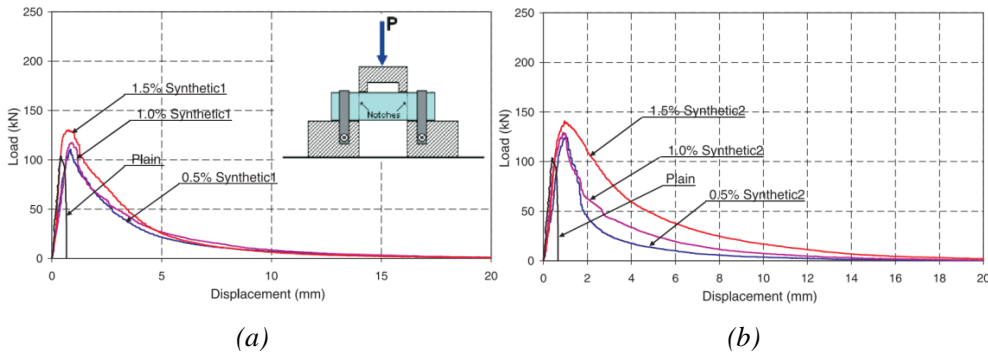 250
200
150
100
50
0
Load (kN)
0
5
10
15
20
Displacement (mm)
1.5% Synthetic1
1.0% Synthetic1
Plain
0.5% Synthetic1
P
Notches
(a)
250
200
150
100
50
0
Load (kN)
0
2
4
6
8
10
12
14
16
18
20
Displacement (mm)
1.5% Synthetic2
1.0% Synthetic2
Plain
0.5% Synthetic2
(b)